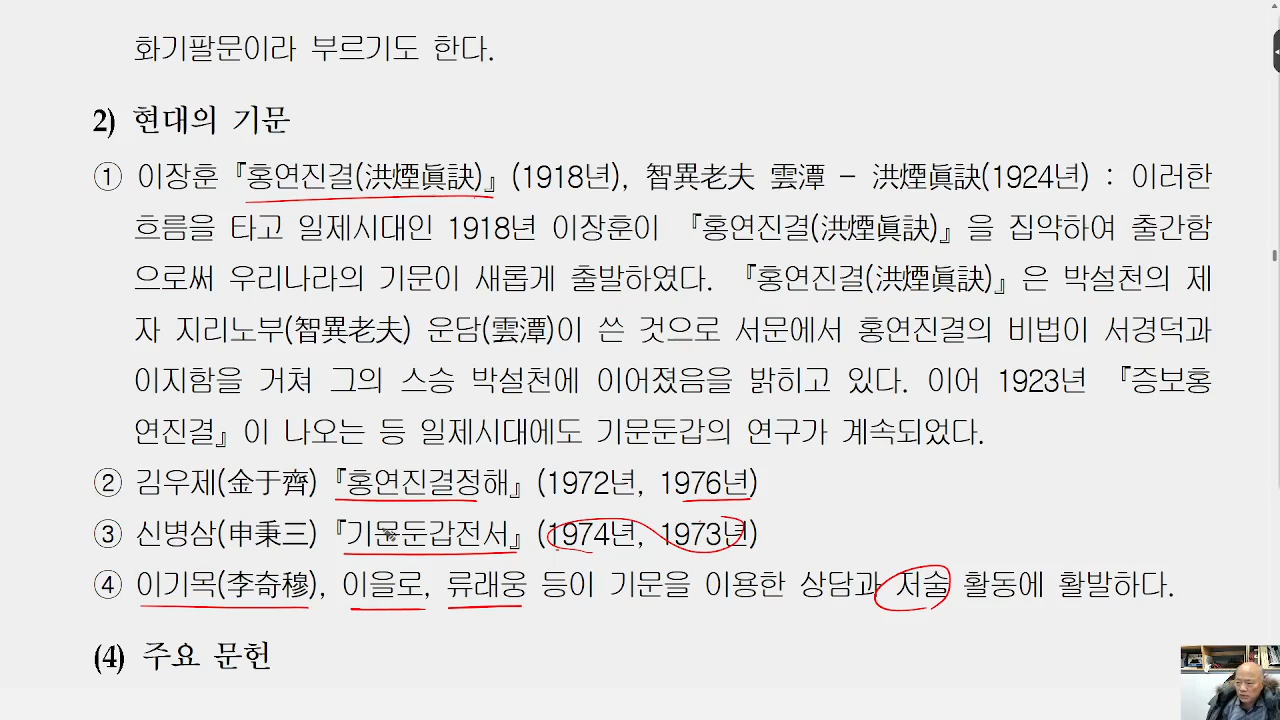 화기팔문이라 부르기도 한다.
2) 현대의 기문
① 이장훈『홍연진결(洪煙眞訣)』(1918년), 智異老夫 雲潭 - 洪煙眞訣(1924년) : 이러한
흐름을 타고 일제시대인 1918년 이장훈이 『홍연진결(洪煙眞訣)』을 집약하여 출간함
으로써 우리나라의 기문이 새롭게 출발하였다. 『홍연진결(洪煙眞訣)』은 박설천의 제
자 지리노부(智異老夫) 운담(雲潭)이 쓴 것으로 서문에서 홍연진결의 비법이 서경덕과
이지함을 거쳐 그의 스승 박설천에 이어졌음을 밝히고 있다. 이어 1923년 『증보홍
연진결』이 나오는 등 일제시대에도 기문둔갑의 연구가 계속되었다.
② 김우제(金于齊) 『홍연진결정해』(1972년, 1976년)
③ 신병삼(申秉三) 『기문둔갑전서』(1974년, 1973년)
④ 이기목(李奇穆), 이을로, 류래웅 등이 기문을 이용한 상담과 저술 활동에 활발하다.
(4) 주요 문헌